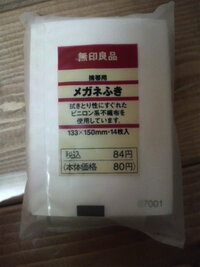 無印良品
携帯用
メガネふき
拭きとり性にすぐれた
ビニロン系不織布を
使用しています。
133×150mm・14枚入
税込 84円
(本体価格 80円)
7001